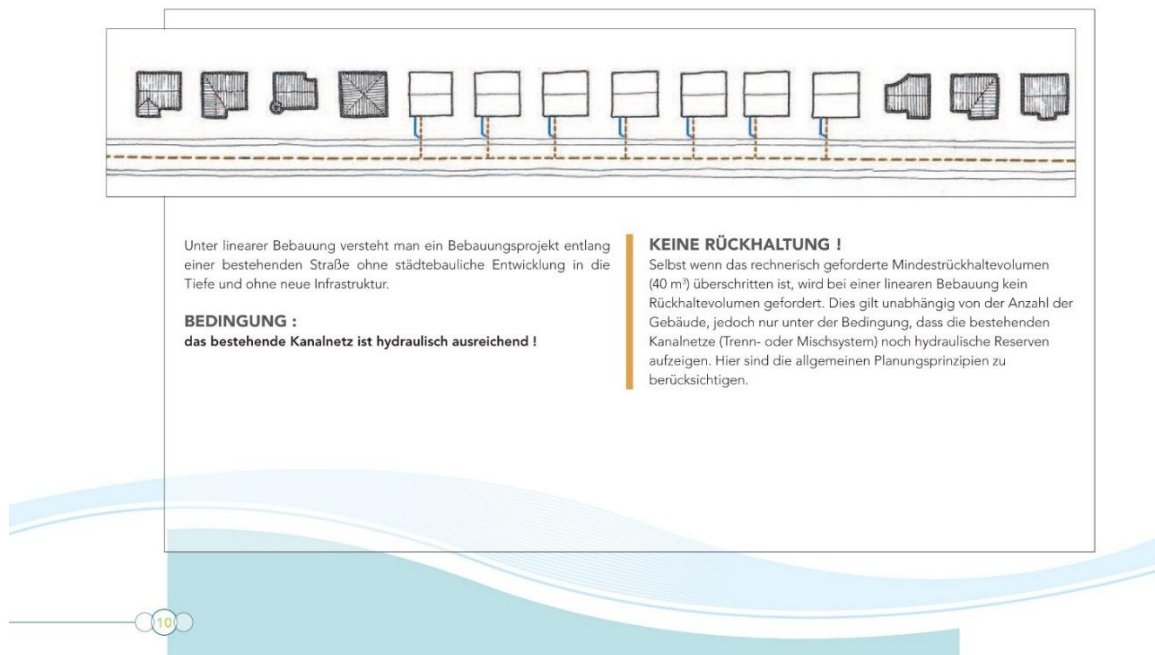 Unter linearer Bebauung versteht man ein Bebauungsprojekt entlang
einer bestehenden Straße ohne städtebauliche Entwicklung in die
Tiefe und ohne neue Infrastruktur.
BEDINGUNG :
das bestehende Kanalnetz ist hydraulisch ausreichend !
KEINE RÜCKHALTUNG !
Selbst wenn das rechnerisch geforderte Mindestrückhaltevolumen
(40 m³) überschritten ist, wird bei einer linearen Bebauung kein
Rückhaltevolumen gefordert. Dies gilt unabhängig von der Anzahl der
Gebäude, jedoch nur unter der Bedingung, dass die bestehenden
Kanalnetze (Trenn- oder Mischsystem) noch hydraulische Reserven
aufzeigen. Hier sind die allgemeinen Planungsprinzipien zu
berücksichtigen.
10